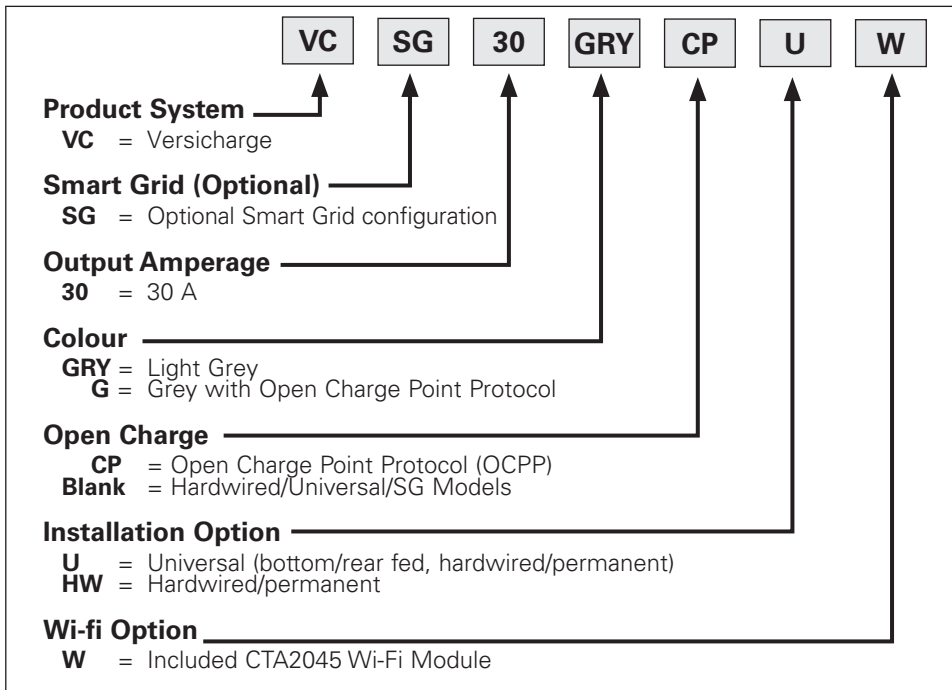 VC SG 30 GRY CP U W
Product System
VC = Versicharge
Smart Grid (Optional)
SG = Optional Smart Grid configuration
Output Amperage
30 = 30 A
Colour
GRY = Light Grey
G = Grey with Open Charge Point Protocol
Open Charge
CP = Open Charge Point Protocol (OCPP)
Blank = Hardwired/Universal/SG Models
Installation Option
U = Universal (bottom/rear fed, hardwired/permanent)
HW = Hardwired/permanent
Wi-fi Option
W = Included CTA2045 Wi-Fi Module